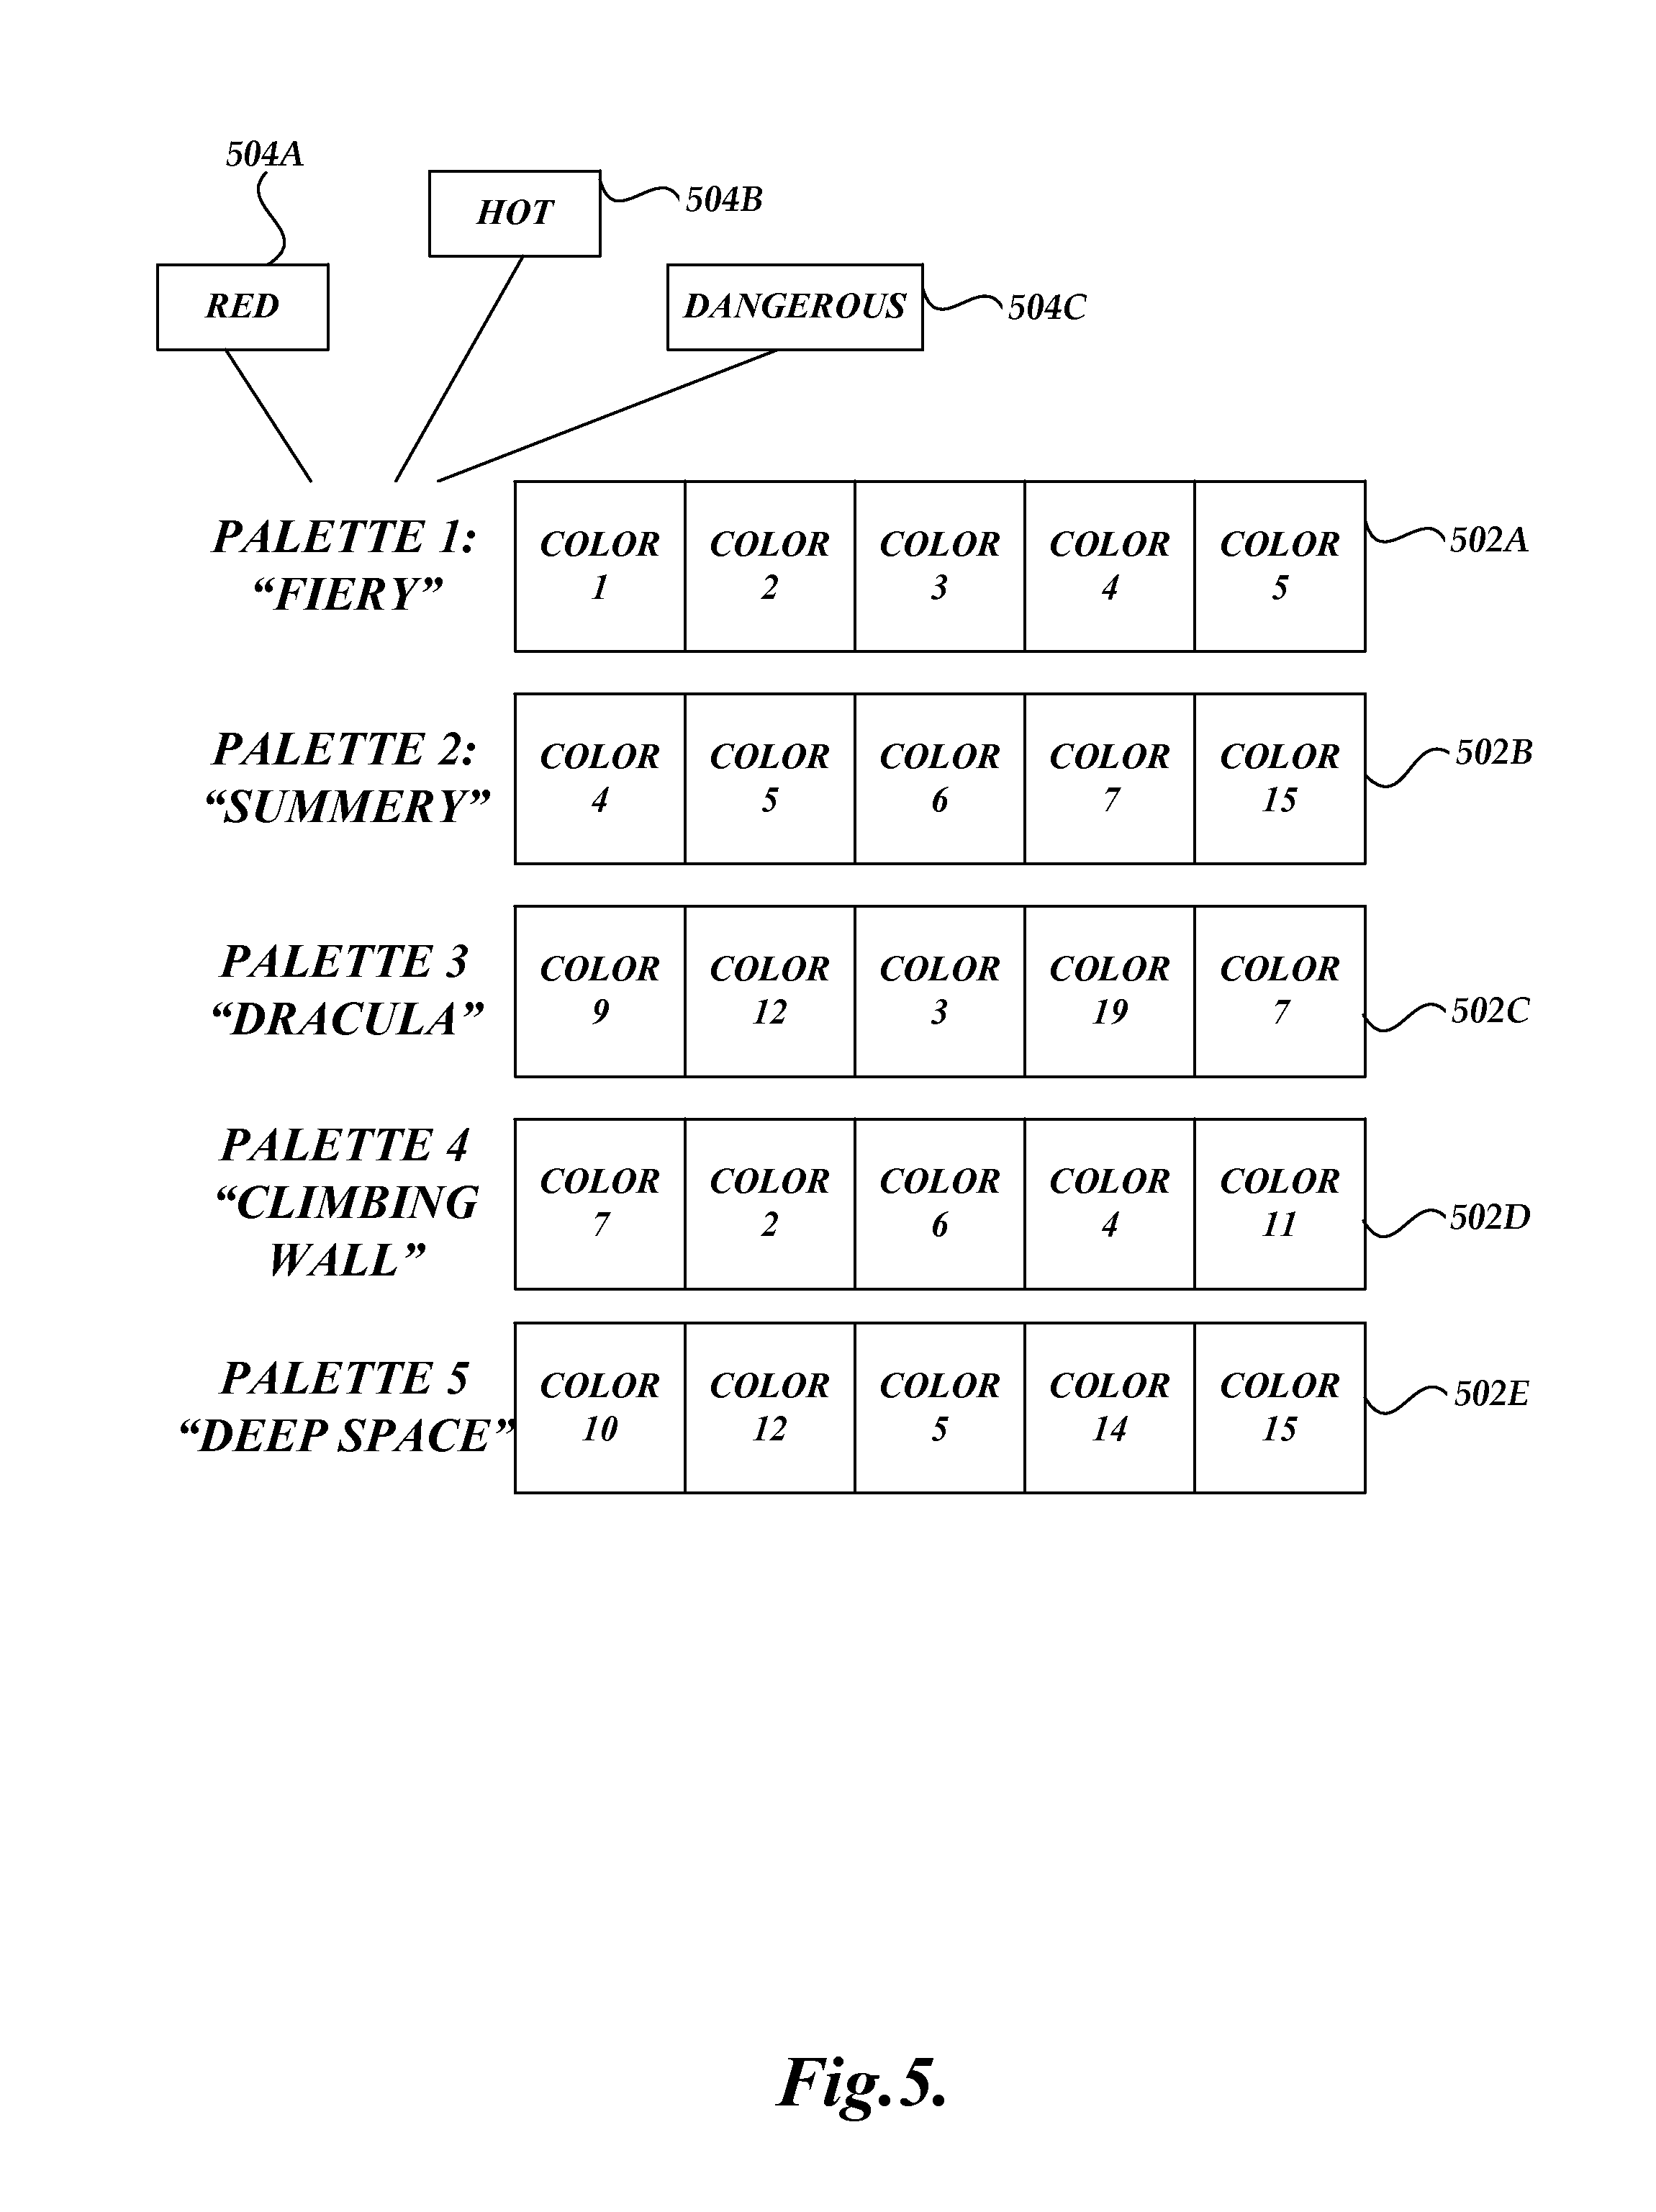 504A
HOT
504B
RED
DANGEROUS
504C
PALETTE 1:
“FIERY”
COLOR
1
COLOR
2
COLOR
3
COLOR
4
COLOR
5
502A
PALETTE 2:
“SUMMERY”
COLOR
4
COLOR
5
COLOR
6
COLOR
7
COLOR
15
502B
PALETTE 3
“DRACULA”
COLOR
9
COLOR
12
COLOR
3
COLOR
19
COLOR
7
502C
PALETTE 4
“CLIMBING
WALL”
COLOR
7
COLOR
2
COLOR
6
COLOR
4
COLOR
11
502D
PALETTE 5
“DEEP SPACE”
COLOR
10
COLOR
12
COLOR
5
COLOR
14
COLOR
15
502E
Fig.5.